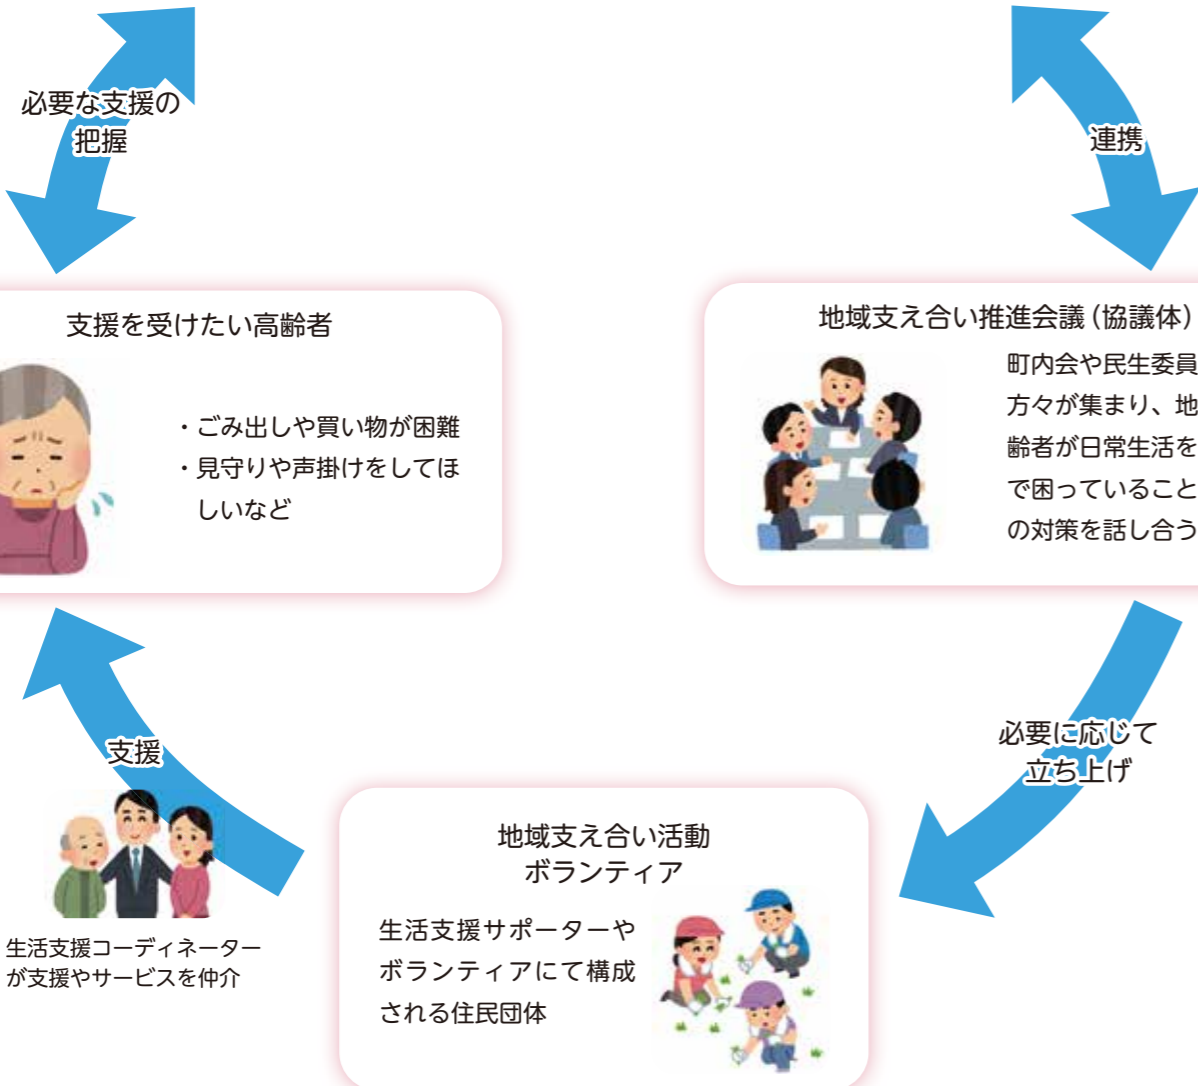 必要な支援の
把握
連携
支援を受けたい高齢者
・ごみ出しや買い物が困難
・見守りや声掛けをしてほ
しいなど
地域支え合い推進会議（協議体）
町内会や民生委員
方々が集まり、地
齢者が日常生活を
で困っていること
の対策を話し合う
支援
必要に応じて
立ち上げ
生活支援コーディネーター
が支援やサービスを仲介
地域支え合い活動
ボランティア
生活支援サポーターや
ボランティアにて構成
される住民団体